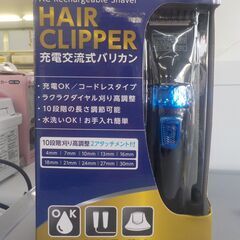 AC Rechargeable Shaver
HAIR
CLIPPER
充電交流式バリカン
・充電OK/コードレスタイプ
・ラクラクダイヤル刈り高調整
・10段階の長さで調節可能
・水洗いOK!お手入れ簡単
10段階刈り高調整 2アタッチメント付
4mm 7mm 10mm 13mm 16mm
18mm 21mm 24mm 27mm 30mm
OK